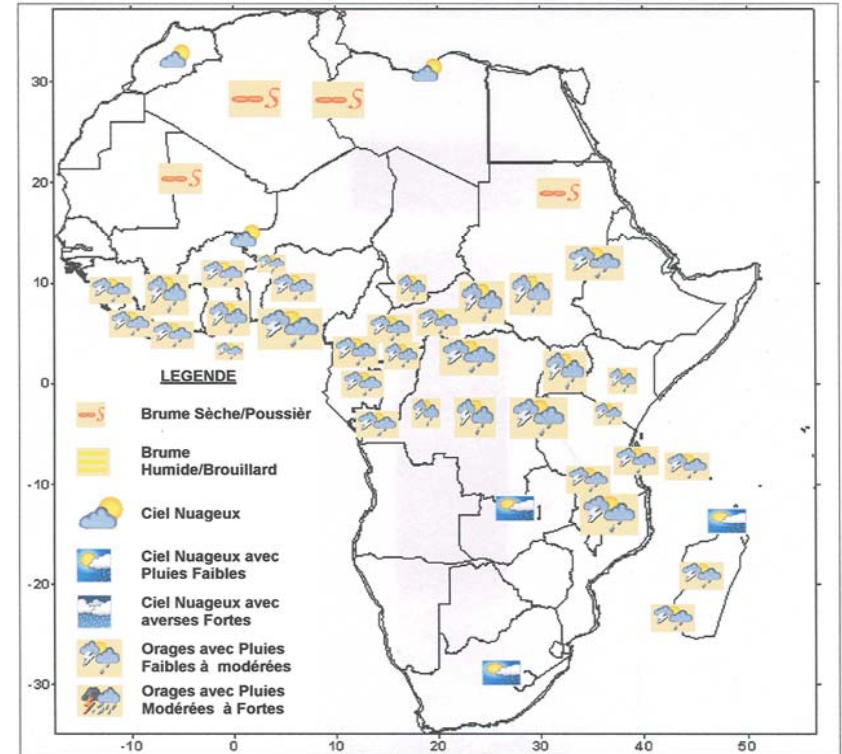 30
20
10
0
-10
-20
-30
-10
0
10
20
30
40
50
S
S
S
S
1
LEGENDE
S
Brume Sèche/Poussièr
Brume
Humide/Brouillard
Ciel Nuageux
Ciel Nuageux avec
Pluies Faibles
Ciel Nuageux avec
averses Fortes
Orages avec Pluies
Faibles à modérées
Orages avec Pluies
Modérées à Fortes